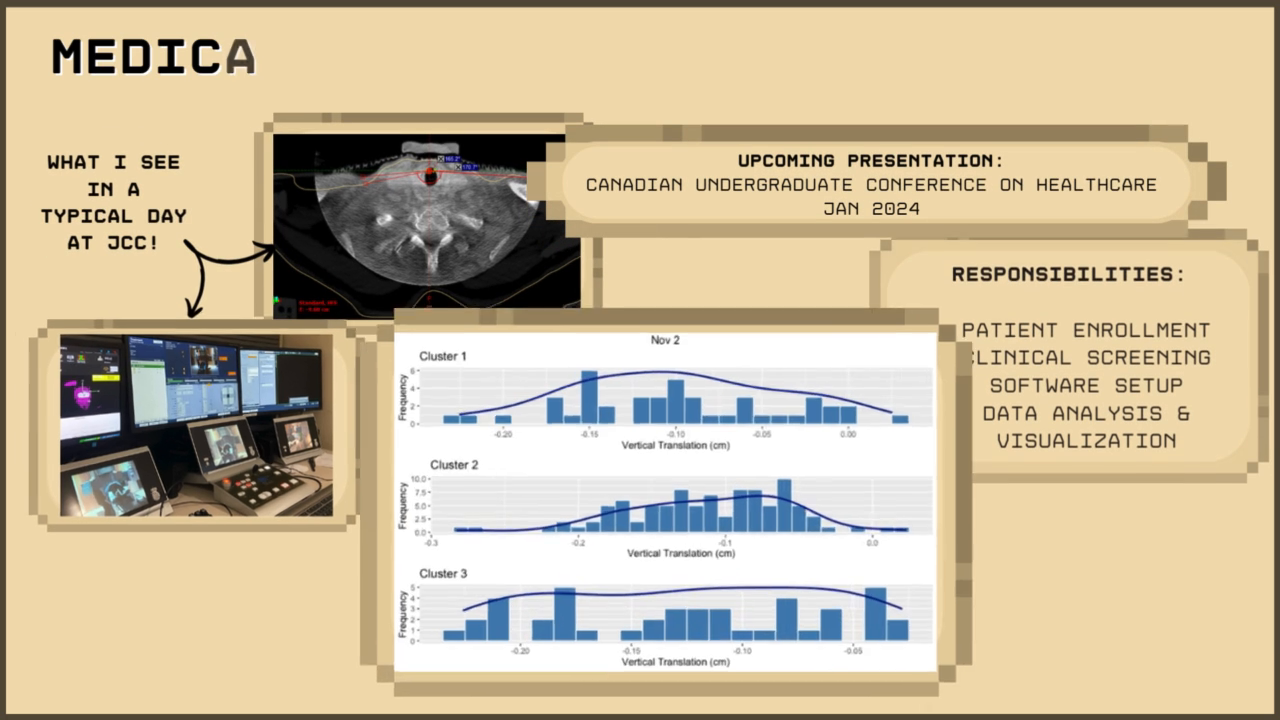 MEDICA
WHAT I SEE
IN A
TYPICAL DAY
AT JCC!
UPCOMING PRESENTATION:
CANADIAN UNDERGRADUATE CONFERENCE ON HEALTHCARE
JAN 2024
RESPONSIBILITIES:
PATIENT ENROLLMENT
CLINICAL SCREENING
SOFTWARE SETUP
DATA ANALYSIS &
VISUALIZATION
Nov 2
Cluster 1
Frequency
6
4
2
0
-0.20 -0.15 -0.10 -0.05 0.00
Vertical Translation (cm)
Cluster 2
Frequency
10.0
7.5
5.0
2.5
0.0
-0.3 -0.2 -0.1 0.0
Vertical Translation (cm)
Cluster 3
Frequency
5
4
3
2
1
0
-0.20 -0.15 -0.10 -0.05
Vertical Translation (cm)